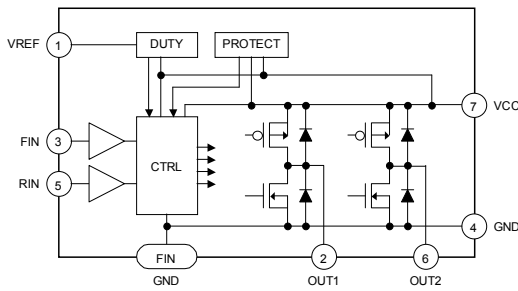 VREF 1 DUTY PROTECT
7 VCC
FIN 3
CTRL
RIN 5
4 GND
FIN 2 6
GND OUT1 OUT2